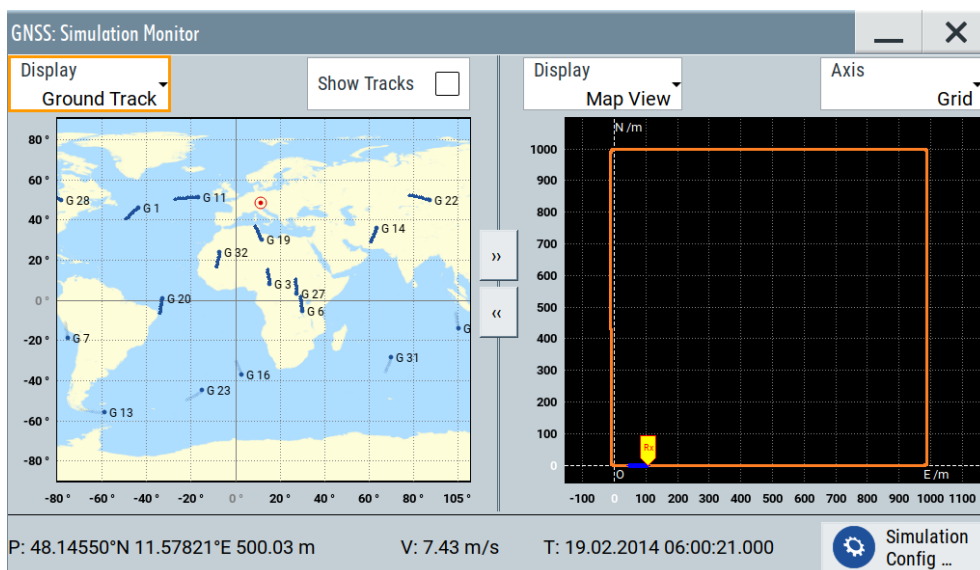 GNSS: Simulation Monitor
Display
Ground Track
Show Tracks
Display
Map View
Axis
Grid
80 °
60 °
40 °
20 °
0 °
-20 °
-40 °
-60 °
-80 °
-80 °
-60 °
-40 °
-20 °
0 °
20 °
40 °
60 °
80 °
105 °
G 28
G 1
G 11
G 22
G 14
G 19
G 32
G 3
G 27
G 6
G 20
G 7
G
G 31
G 16
G 23
G 13
››
‹‹
N /m
1000
900
800
700
600
500
400
300
200
100
0
Rx
O
E /m
-100
0
100
200
300
400
500
600
700
800
900
1000
1100
P: 48.14550°N 11.57821°E 500.03 m
V: 7.43 m/s
T: 19.02.2014 06:00:21.000
Simulation
Config ...